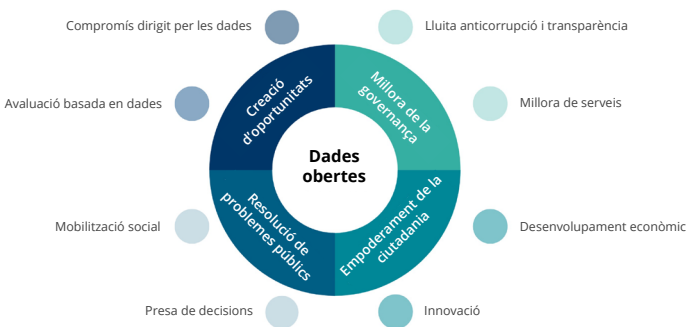 Compromís dirigit per les dades
Lluita anticorrupció i transparència
Avaluació basada en dades
Creació
d'oportunitats
Millora de la
governança
Millora de serveis
Dades
obertes
Mobilització social
Resolució de
problemes públics
Empoderament de la
ciutadania
Desenvolupament econòmic
Presa de decisions
Innovació